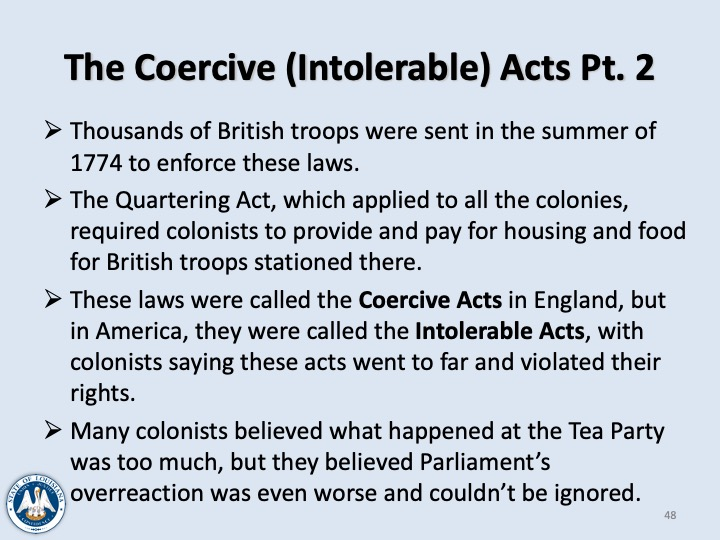 The Coercive (Intolerable) Acts Pt. 2
➢ Thousands of British troops were sent in the summer of
1774 to enforce these laws.
➢ The Quartering Act, which applied to all the colonies,
required colonists to provide and pay for housing and food
for British troops stationed there.
➢ These laws were called the Coercive Acts in England, but
in America, they were called the Intolerable Acts, with
colonists saying these acts went to far and violated their
rights.
➢ Many colonists believed what happened at the Tea Party
was too much, but they believed Parliament’s
overreaction was even worse and couldn’t be ignored.
STATE OF LOUISIANA
CONFIDENCE
48